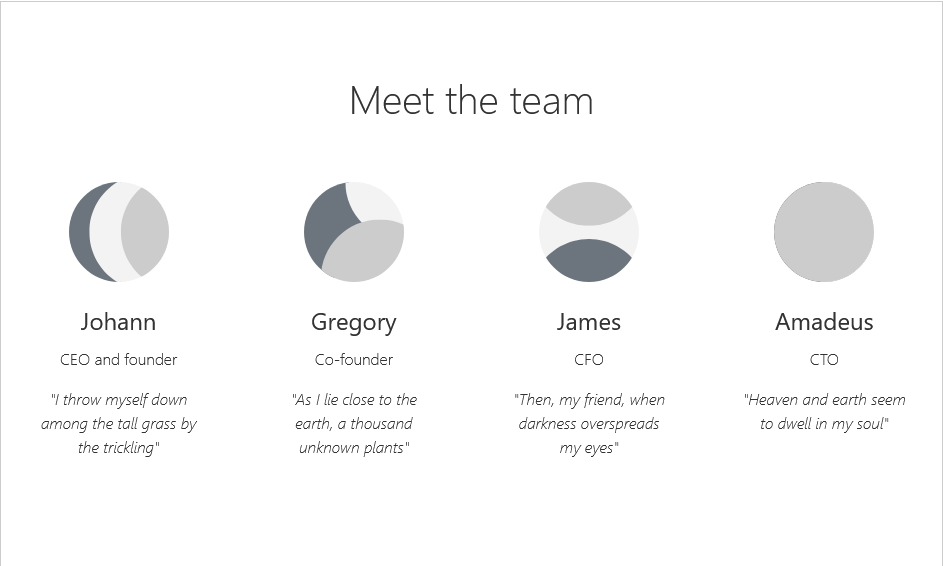 Meet the team
Johann
CEO and founder
"I throw myself down
among the tall grass by
the trickling"
Gregory
Co-founder
"As I lie close to the
earth, a thousand
unknown plants"
James
CFO
"Then, my friend, when
darkness overspreads
my eyes"
Amadeus
CTO
"Heaven and earth seem
to dwell in my soul"